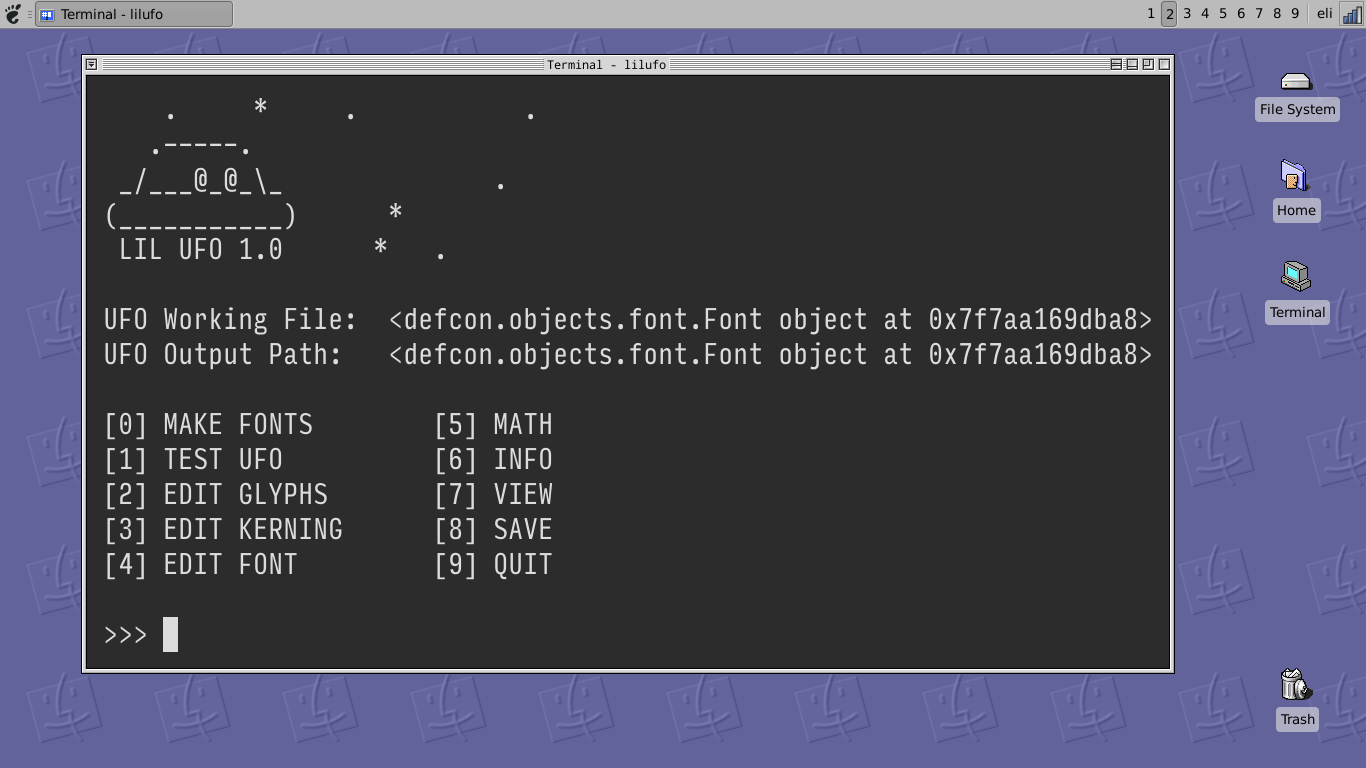 Terminal - lilufo
1 2 3 4 5 6 7 8 9 eli
Terminal - lilufo
.     *     .           .
.-----.
_/___@_@_\_              .
(___________)      *
LIL UFO 1.0      *   .
UFO Working File:  <defcon.objects.font.Font object at 0x7f7aa169dba8>
UFO Output Path:   <defcon.objects.font.Font object at 0x7f7aa169dba8>
[0] MAKE FONTS        [5] MATH
[1] TEST UFO          [6] INFO
[2] EDIT GLYPHS       [7] VIEW
[3] EDIT KERNING      [8] SAVE
[4] EDIT FONT         [9] QUIT
>>>
File System
Home
Terminal
Trash